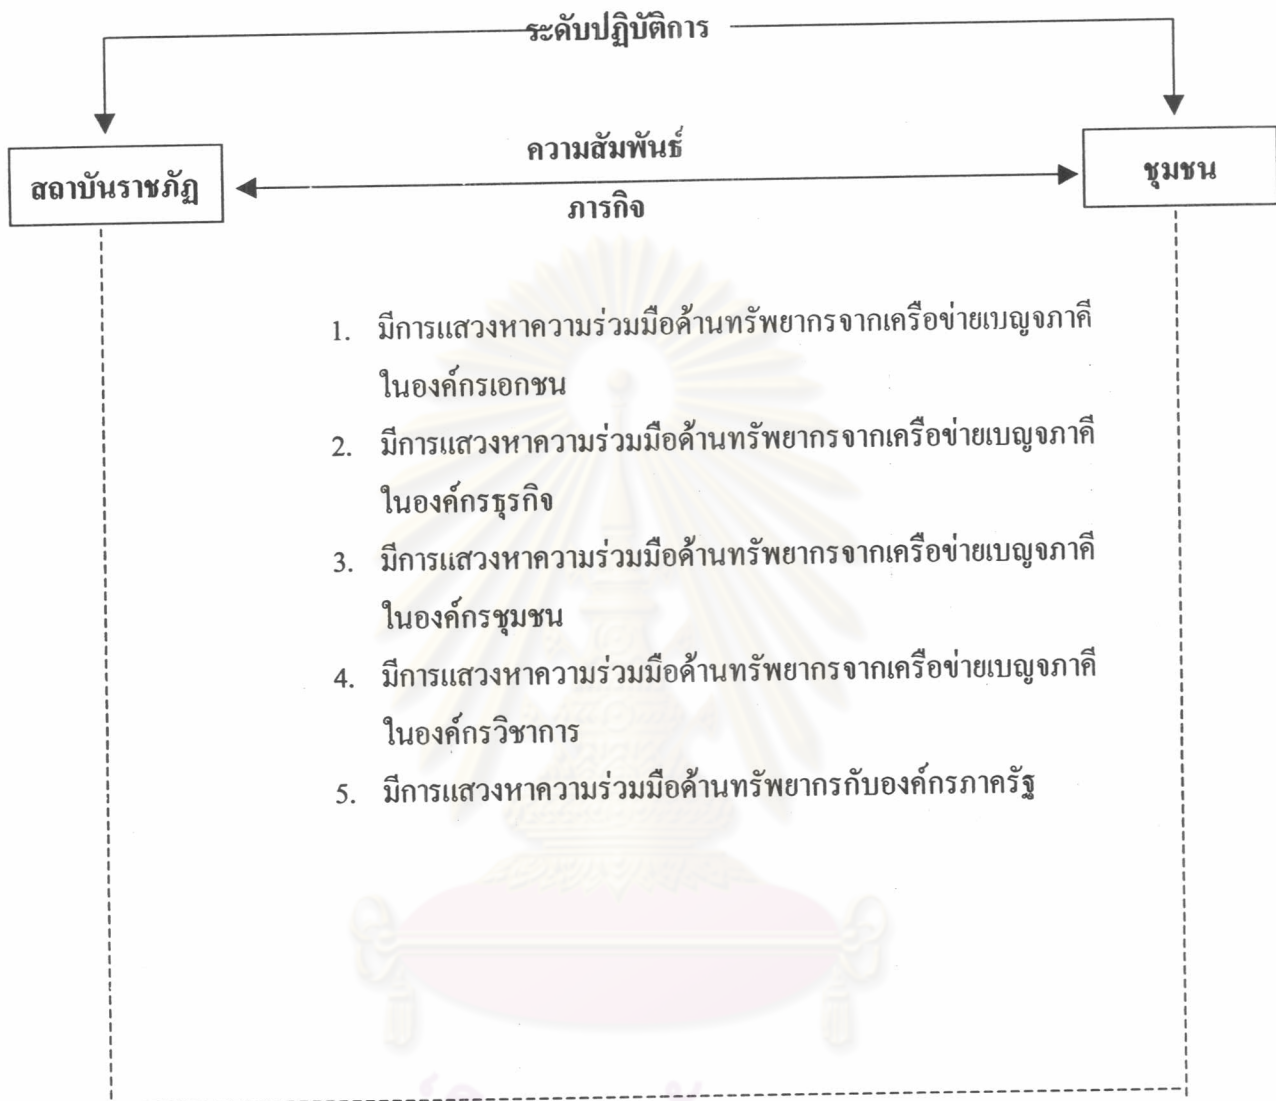 ระดับปฏิบัติการ
ความสัมพันธ์
สถาบันราชภัฏ
ชุมชน
ภารกิจ
1. มีการแสวงหาความร่วมมือด้านทรัพยากรจากเครือข่ายเบญจภาคี
ในองค์กรเอกชน
2. มีการแสวงหาความร่วมมือด้านทรัพยากรจากเครือข่ายเบญจภาคี
ในองค์กรธุรกิจ
3. มีการแสวงหาความร่วมมือด้านทรัพยากรจากเครือข่ายเบญจภาคี
ในองค์กรชุมชน
4. มีการแสวงหาความร่วมมือด้านทรัพยากรจากเครือข่ายเบญจภาคี
ในองค์กรวิชาการ
5. มีการแสวงหาความร่วมมือด้านทรัพยากรกับองค์กรภาครัฐ